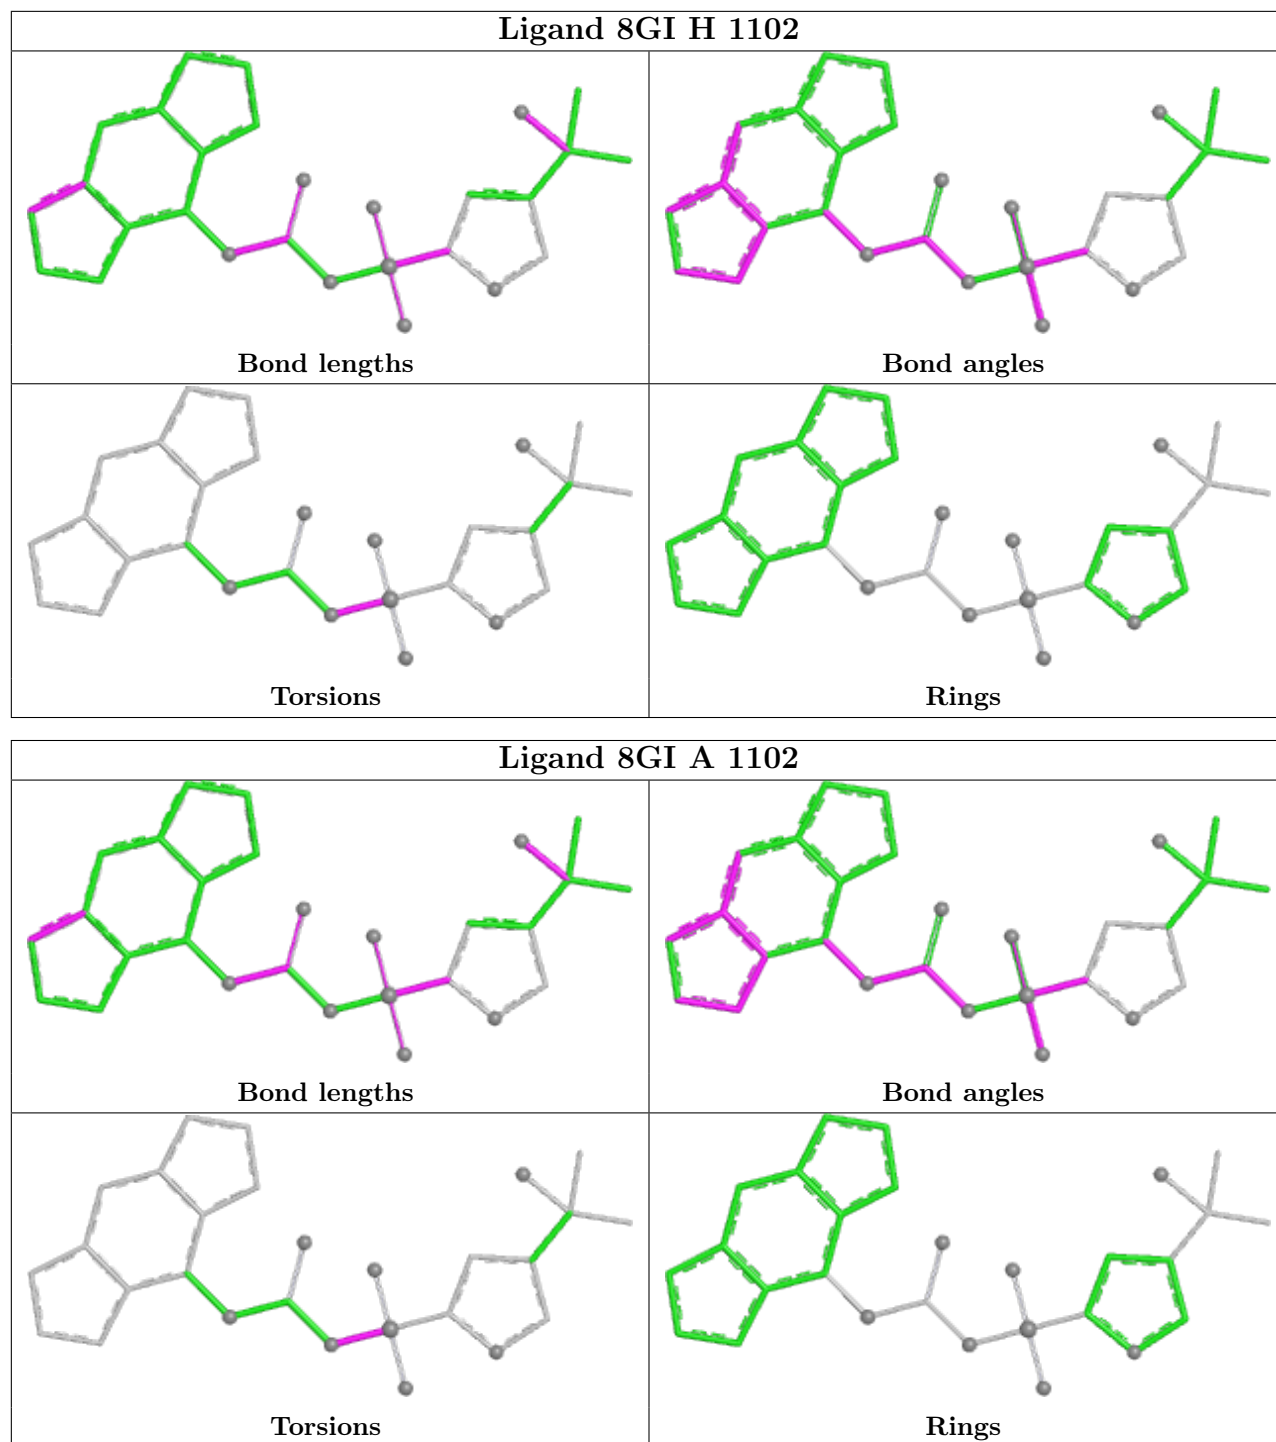 Ligand 8GI H 1102
Bond lengths
Bond angles
Torsions
Rings
Ligand 8GI A 1102
Bond lengths
Bond angles
Torsions
Rings